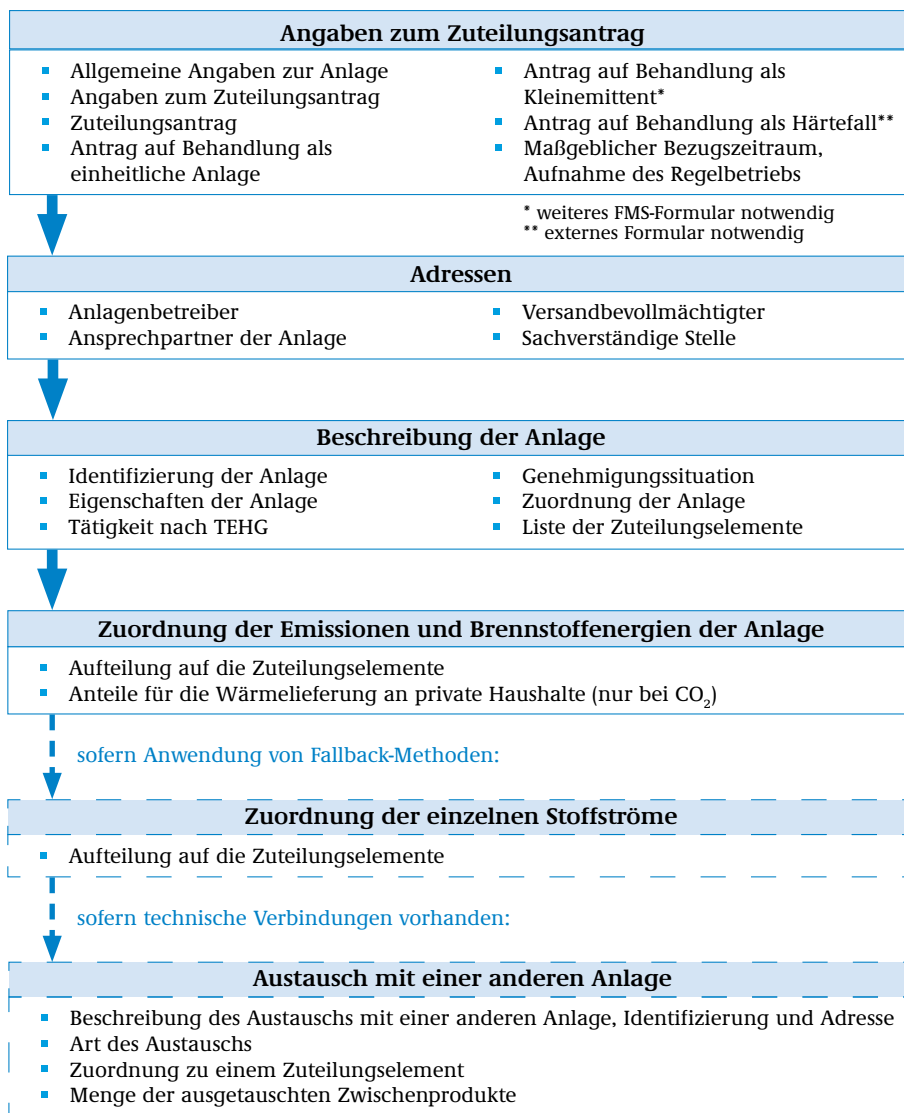 Angaben zum Zuteilungsantrag
▪ Allgemeine Angaben zur Anlage
▪ Angaben zum Zuteilungsantrag
▪ Zuteilungsantrag
▪ Antrag auf Behandlung als
einheitliche Anlage
▪ Antrag auf Behandlung als
Kleinemittent*
▪ Antrag auf Behandlung als Härtefall**
▪ Maßgeblicher Bezugszeitraum,
Aufnahme des Regelbetriebs
* weiteres FMS-Formular notwendig
** externes Formular notwendig
Adressen
▪ Anlagenbetreiber
▪ Ansprechpartner der Anlage
▪ Versandbevollmächtigter
▪ Sachverständige Stelle
Beschreibung der Anlage
▪ Identifizierung der Anlage
▪ Eigenschaften der Anlage
▪ Tätigkeit nach TEHG
▪ Genehmigungssituation
▪ Zuordnung der Anlage
▪ Liste der Zuteilungselemente
Zuordnung der Emissionen und Brennstoffenergien der Anlage
▪ Aufteilung auf die Zuteilungselemente
▪ Anteile für die Wärmelieferung an private Haushalte (nur bei CO₂)
sofern Anwendung von Fallback-Methoden:
Zuordnung der einzelnen Stoffströme
▪ Aufteilung auf die Zuteilungselemente
sofern technische Verbindungen vorhanden:
Austausch mit einer anderen Anlage
▪ Beschreibung des Austauschs mit einer anderen Anlage, Identifizierung und Adresse
▪ Art des Austauschs
▪ Zuordnung zu einem Zuteilungselement
▪ Menge der ausgetauschten Zwischenprodukte